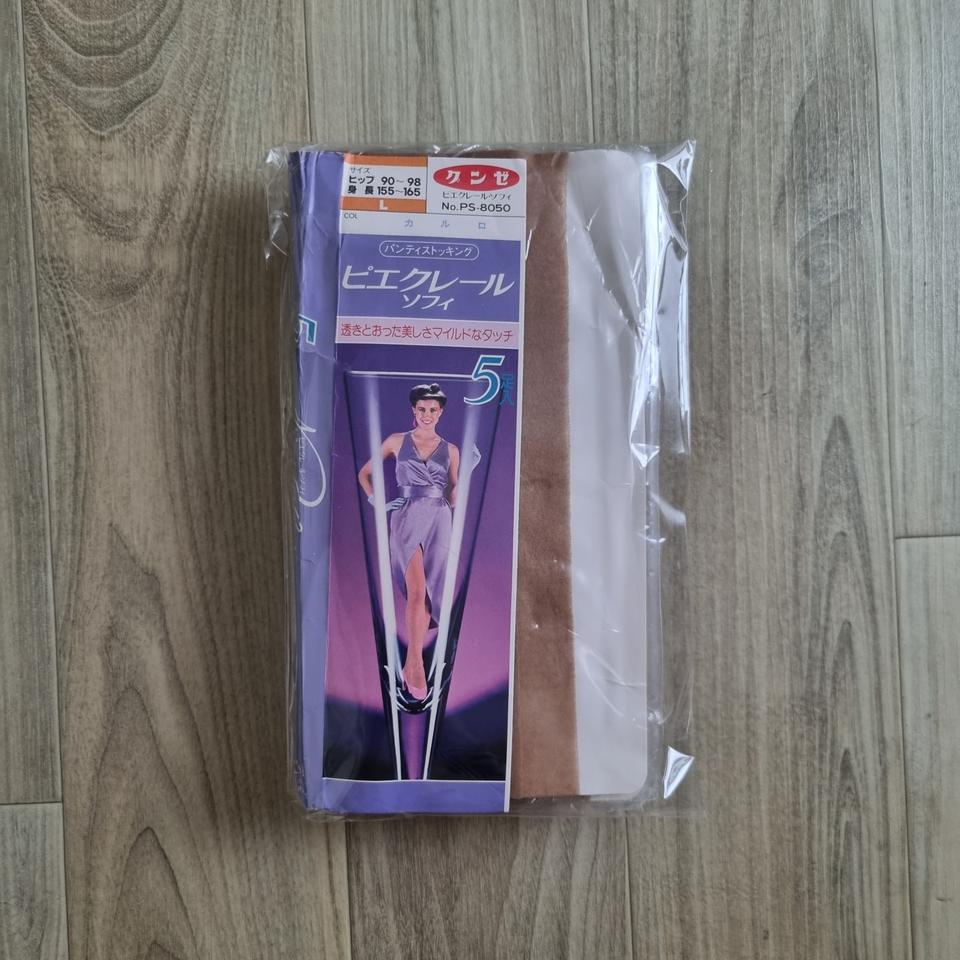 サイズ
ヒップ 90～98
身長 155～165
L
グンゼ
ピエクレール・ソフィ
No.PS-8050
COL
カルロ
パンティストッキング
ピエクレール
ソフィ
透きとおった美しさマイルドなタッチ
5足入